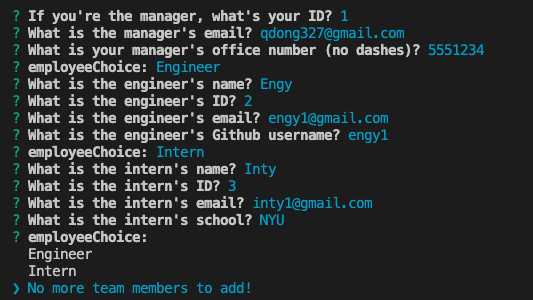 ? If you're the manager, what's your ID? 1
? What is the manager's email? qdong327@gmail.com
? What is your manager's office number (no dashes)? 5551234
? employeeChoice: Engineer
? What is the engineer's name? Engy
? What is the engineer's ID? 2
? What is the engineer's email? engy1@gmail.com
? What is the engineer's Github username? engy1
? employeeChoice: Intern
? What is the intern's name? Inty
? What is the intern's ID? 3
? What is the intern's email? inty1@gmail.com
? What is the intern's school? NYU
? employeeChoice:
Engineer
Intern
❯ No more team members to add!